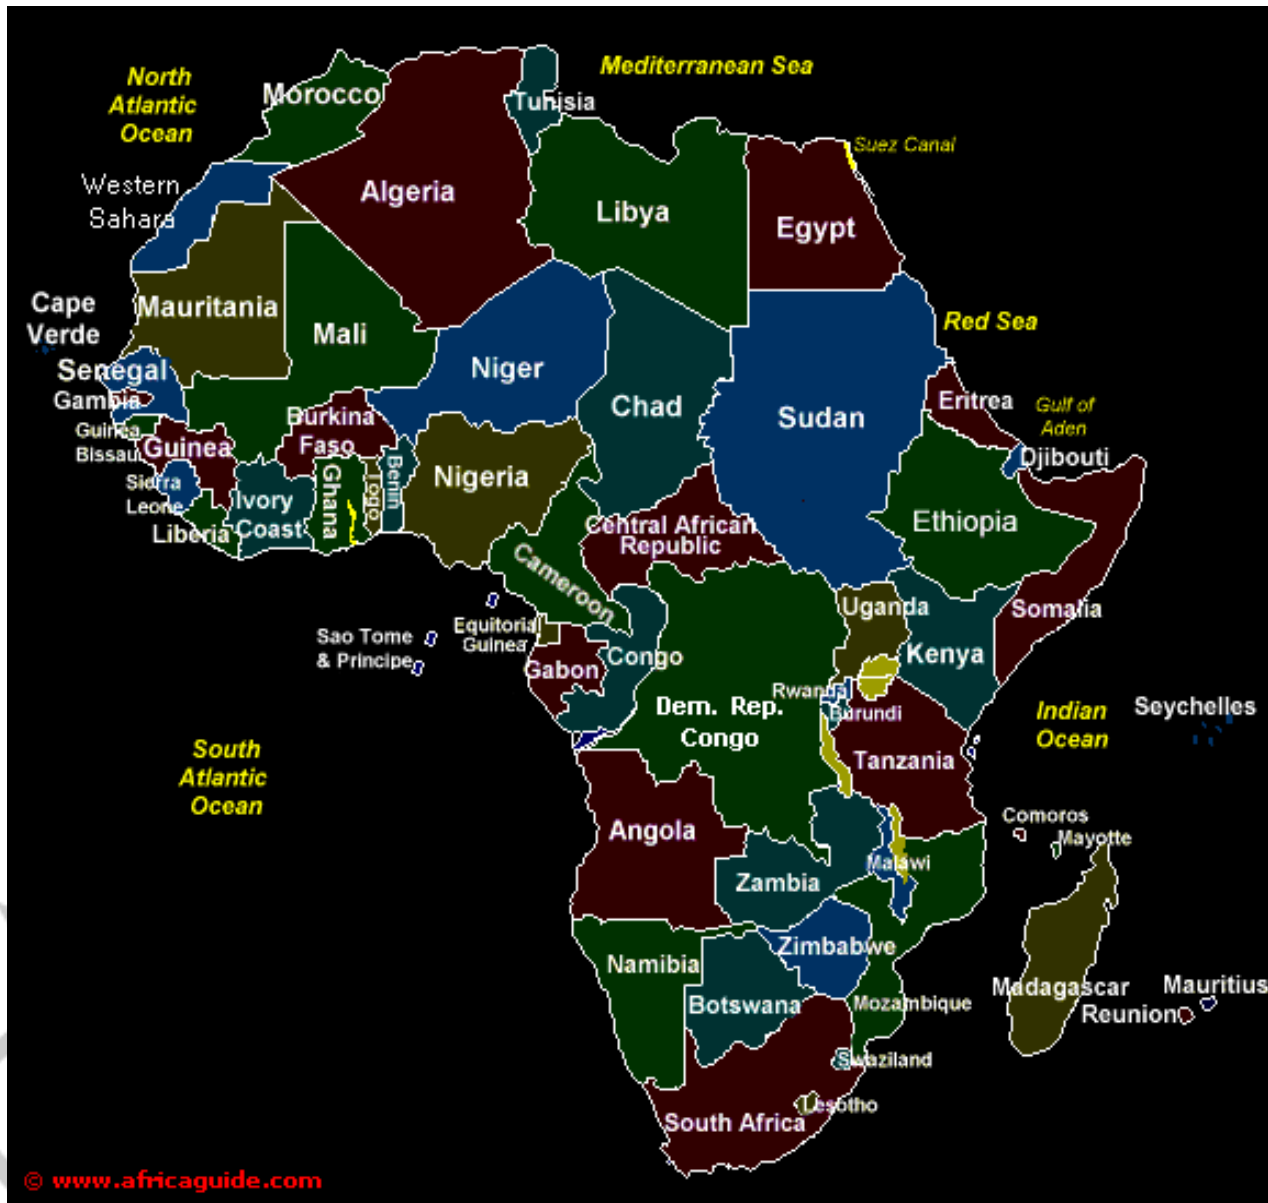 North
Atlantic
Ocean
Mediterranean Sea
Morocco
Tunisia
Suez Canal
Algeria
Libya
Egypt
Western
Sahara
Cape
Verde
Mauritania
Mali
Niger
Chad
Sudan
Red Sea
Senegal
Gambia
Guinea
Bissau
Guinea
Burkina
Faso
Eritrea
Gulf of
Aden
Djibouti
Sierra
Leone
Liberia
Ivory
Coast
Ghana
Togo
Benin
Nigeria
Central African
Republic
Ethiopia
Cameroon
Somalia
Uganda
Kenya
Equitorial
Guinea
Sao Tome
& Principe
Gabon
Congo
Rwanda
Burundi
Dem. Rep.
Congo
Tanzania
Indian
Ocean
Seychelles
South
Atlantic
Ocean
Angola
Zambia
Malawi
Comoros
Mayotte
Namibia
Zimbabwe
Botswana
Mozambique
Madagascar
Mauritius
Reunion
Swaziland
Lesotho
South Africa
© www.africaguide.com